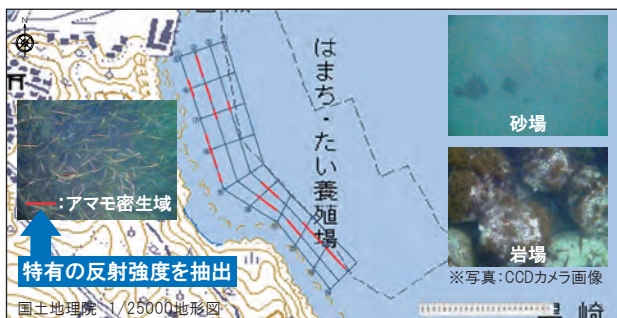 はまち・たい養殖場
砂場
:アマモ密生域
岩場
特有の反射強度を抽出
※写真:CCDカメラ画像
国土地理院 1/25000地形図
崎